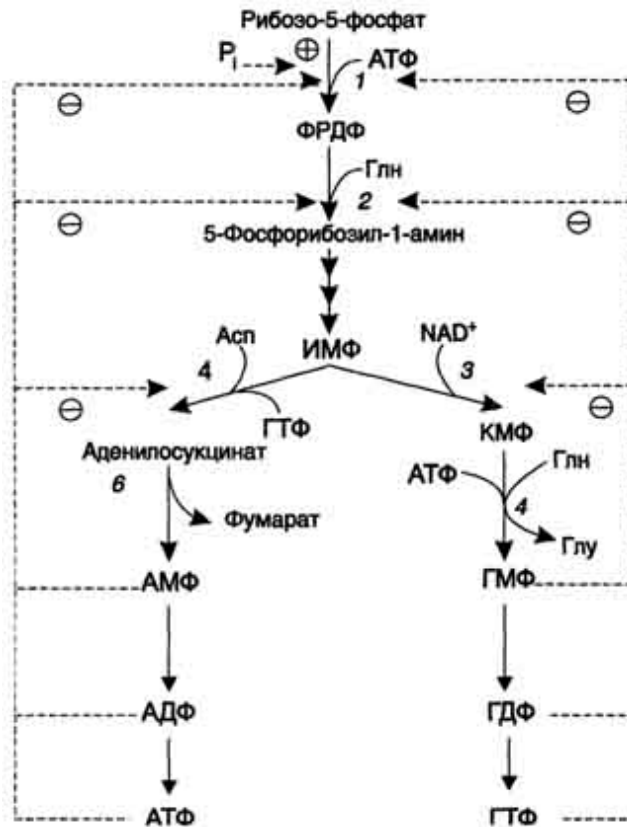 Рибозо-5-фосфат
⊕
Pᵢ
АТФ
1
⊖
⊖
ФРДФ
Глн
2
⊖
⊖
5-Фосфорибозил-1-амин
Асп
ИМФ
NAD⁺
4
3
⊖
⊖
ГТФ
КМФ
Аденилосукцинат
6
АТФ
Глн
4
Фумарат
Глу
АМФ
ГМФ
АДФ
ГДФ
АТФ
ГТФ